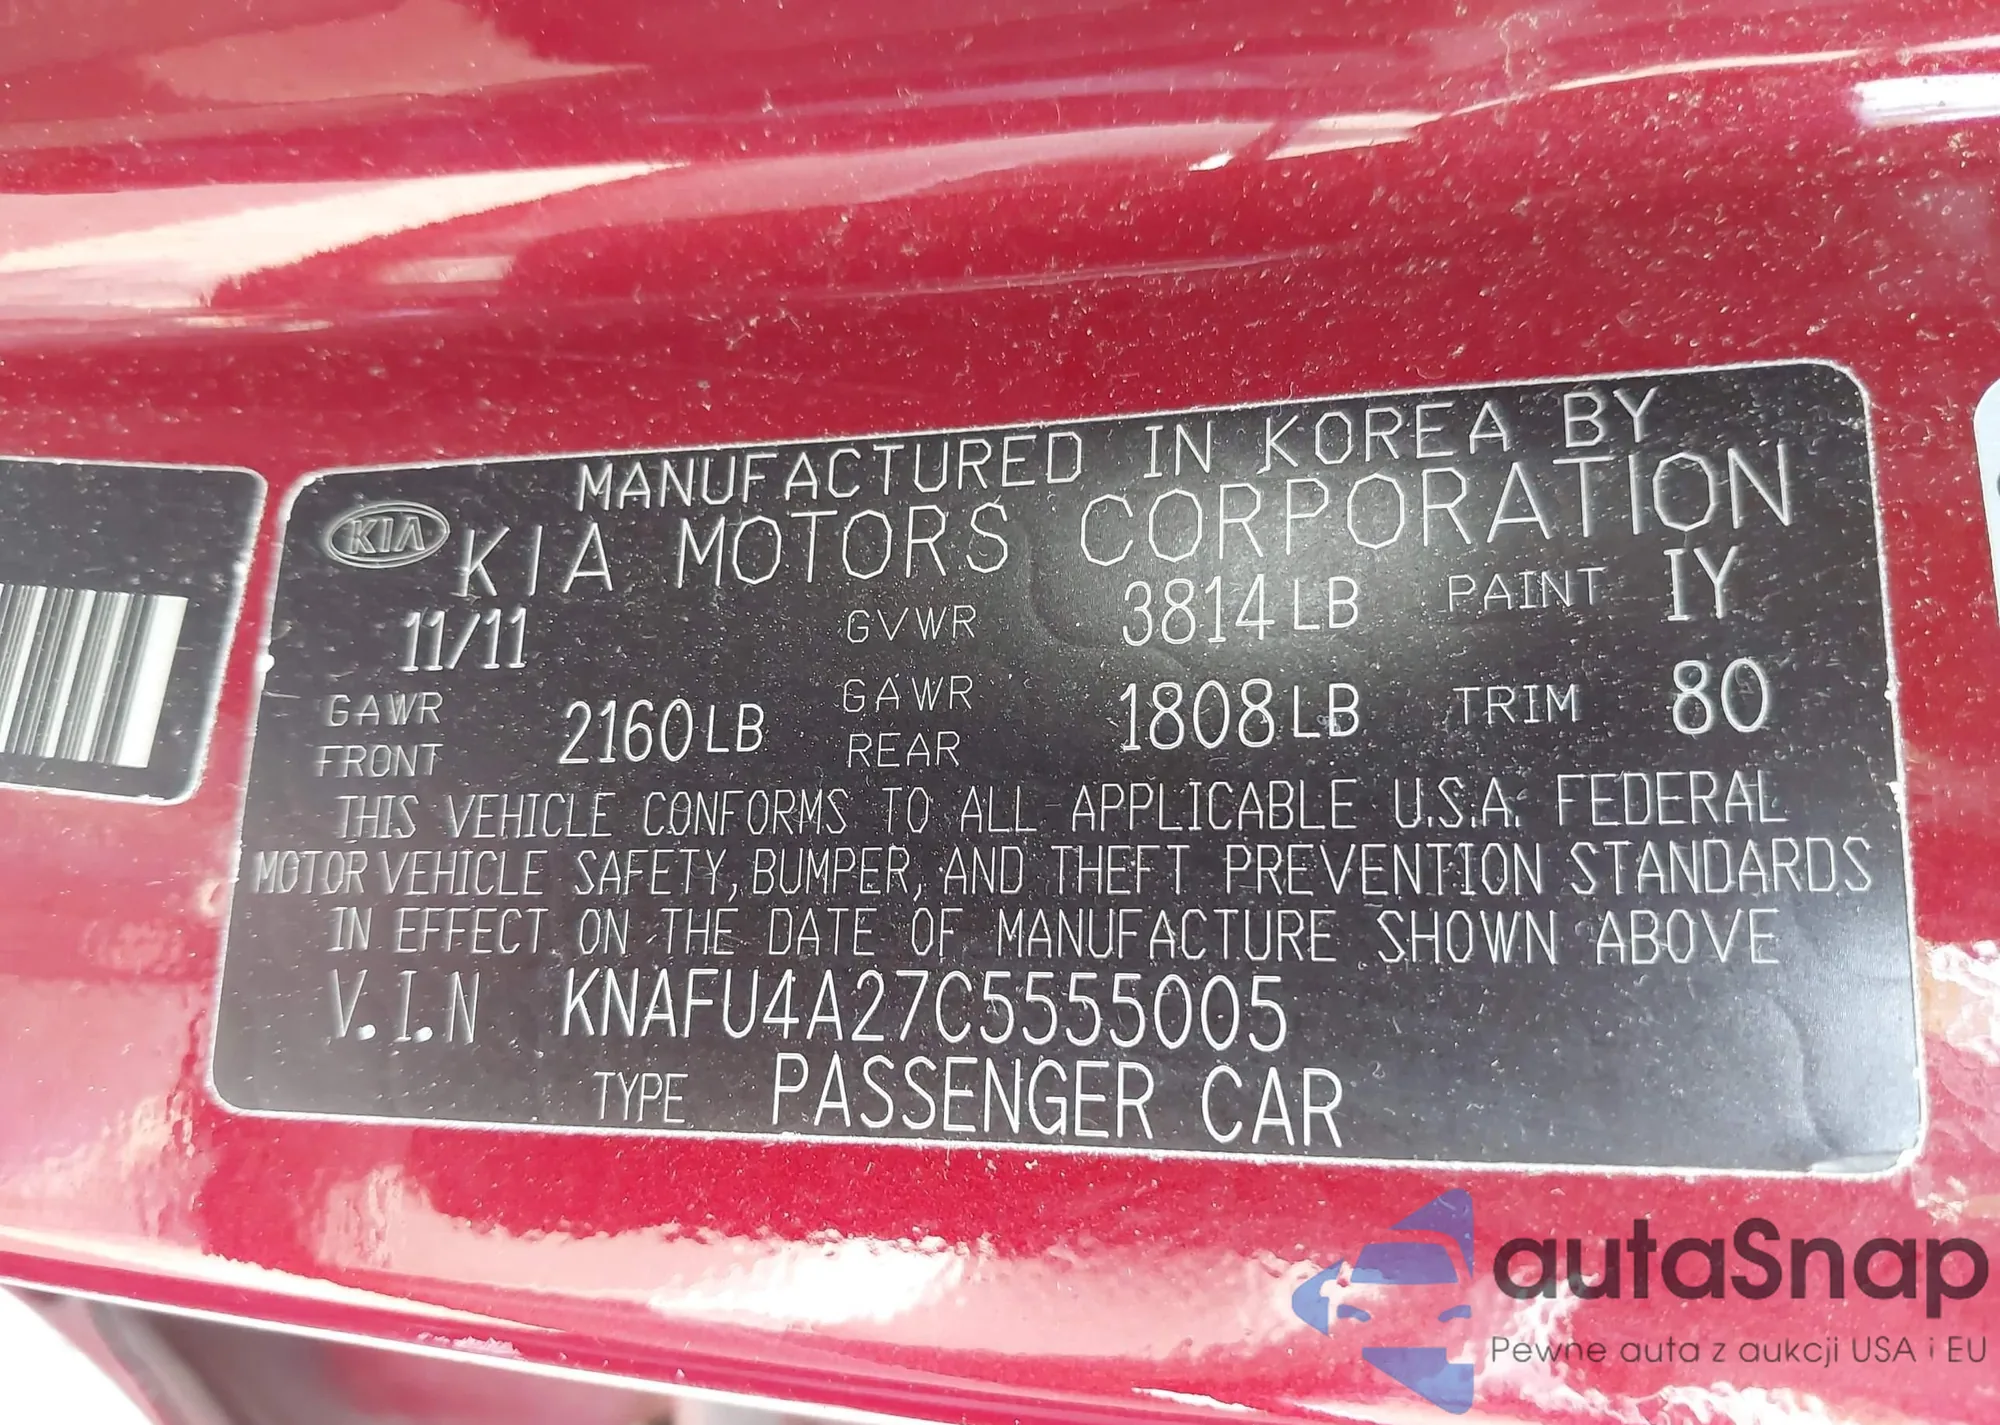 MANUFACTURED IN KOREA BY
KIA KIA MOTORS CORPORATION
11/11 GVWR 3814LB PAINT IY
GAWR FRONT 2160LB GAWR REAR 1808LB TRIM 80
THIS VEHICLE CONFORMS TO ALL APPLICABLE U.S.A. FEDERAL
MOTOR VEHICLE SAFETY, BUMPER, AND THEFT PREVENTION STANDARDS
IN EFFECT ON THE DATE OF MANUFACTURE SHOWN ABOVE
V.I.N KNAFU4A27C5555005
TYPE PASSENGER CAR
autaSnap
Pewne auta z aukcji USA i EU